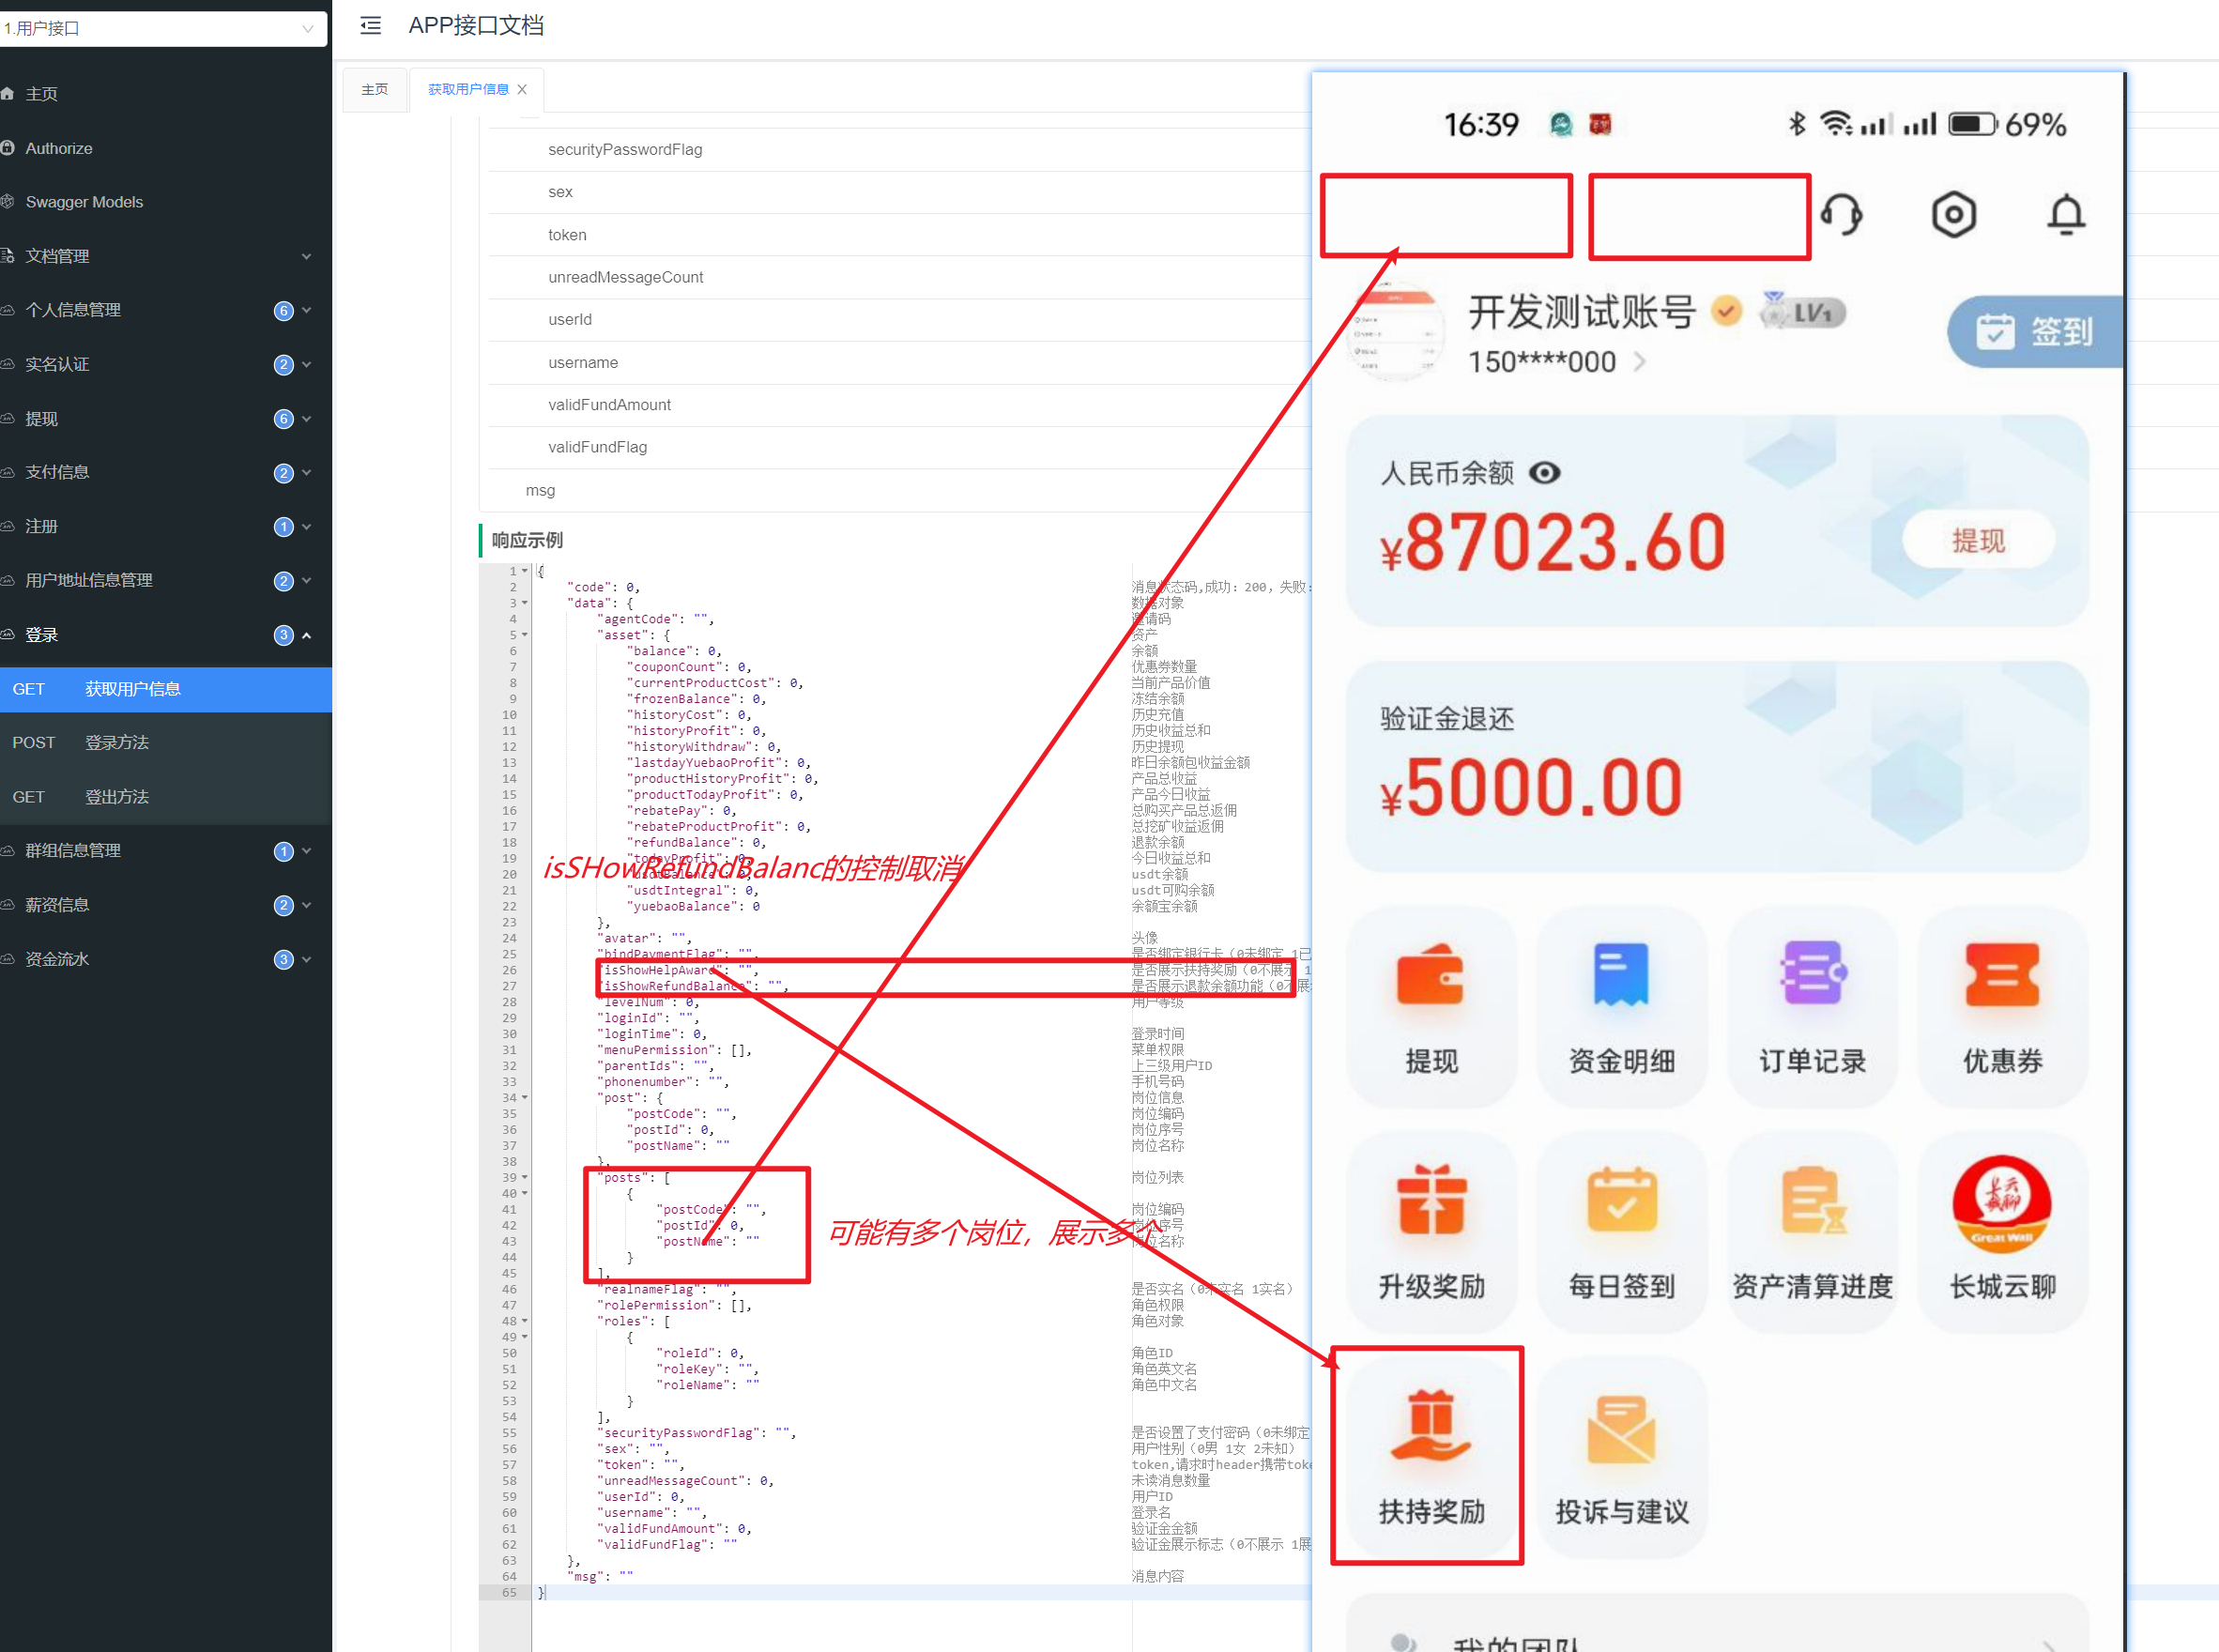 1.用户接口
APP接口文档
主页
Authorize
Swagger Models
文档管理
个人信息管理 6
实名认证 2
提现 6
支付信息 2
注册 1
用户地址信息管理 2
登录 3
GET 获取用户信息
POST 登录方法
GET 登出方法
群组信息管理 1
薪资信息 2
资金流水 3
主页 获取用户信息
securityPasswordFlag
sex
token
unreadMessageCount
userId
username
validFundAmount
validFundFlag
msg
响应示例
1 {
2 "code": 0, 消息状态码,成功: 200, 失败:
3 "data": { 数据对象
4 "agentCode": "", 邀请码
5 "asset": { 资产
6 "balance": 0, 余额
7 "couponCount": 0, 优惠券数量
8 "currentProductCost": 0, 当前产品价值
9 "frozenBalance": 0, 冻结余额
10 "historyCost": 0, 历史充值
11 "historyProfit": 0, 历史收益总和
12 "historyWithdraw": 0, 历史提现
13 "lastdayYuebaoProfit": 0, 昨日余额包收益金额
14 "productHistoryProfit": 0, 产品总收益
15 "productTodayProfit": 0, 产品今日收益
16 "rebatePay": 0, 总购买产品总返佣
17 "rebateProductProfit": 0, 总挖矿收益返佣
18 "refundBalance": 0, 退款余额
19 "todayProfit": 0, 今日收益总和
isSHowRefundBalanc的控制取消
20 "usdtBalance": 0, usdt余额
21 "usdtIntegral": 0, usdt可购余额
22 "yuebaoBalance": 0 余额宝余额
23 },
24 "avatar": "", 头像
25 "bindPaymentFlag": "", 是否绑定银行卡（0未绑定 1已
26 "isShowHelpAward": "", 是否展示扶持奖励（0不展示 1
27 "isShowRefundBalance": "", 是否展示退款余额功能（0不展
28 "levelNum": 0, 用户等级
29 "loginId": "",
30 "loginTime": 0, 登录时间
31 "menuPermission": [], 菜单权限
32 "parentIds": "", 上三级用户ID
33 "phonenumber": "", 手机号码
34 "post": { 岗位信息
35 "postCode": "", 岗位编码
36 "postId": 0, 岗位序号
37 "postName": "" 岗位名称
38 },
39 "posts": [ 岗位列表
40 {
41 "postCode": "", 岗位编码
42 "postId": 0, 岗位序号
可能有多个岗位，展示多个
43 "postName": "" 岗位名称
44 }
45 ],
46 "realnameFlag": "", 是否实名（0未实名 1实名）
47 "rolePermission": [], 角色权限
48 "roles": [ 角色对象
49 {
50 "roleId": 0, 角色ID
51 "roleKey": "", 角色英文名
52 "roleName": "" 角色中文名
53 }
54 ],
55 "securityPasswordFlag": "", 是否设置了支付密码（0未绑定
56 "sex": "", 用户性别（0男 1女 2未知）
57 "token": "", token,请求时header携带toke
58 "unreadMessageCount": 0, 未读消息数量
59 "userId": 0, 用户ID
60 "username": "", 登录名
61 "validFundAmount": 0, 验证金金额
62 "validFundFlag": "" 验证金展示标志（0不展示 1展
63 },
64 "msg": "" 消息内容
65 }
16:39 69%
开发测试账号 LV1
150****000
签到
人民币余额
¥87023.60
提现
验证金退还
¥5000.00
提现 资金明细 订单记录 优惠券
长天
Great Wall
升级奖励 每日签到 资产清算进度 长城云聊
扶持奖励 投诉与建议
我的团队